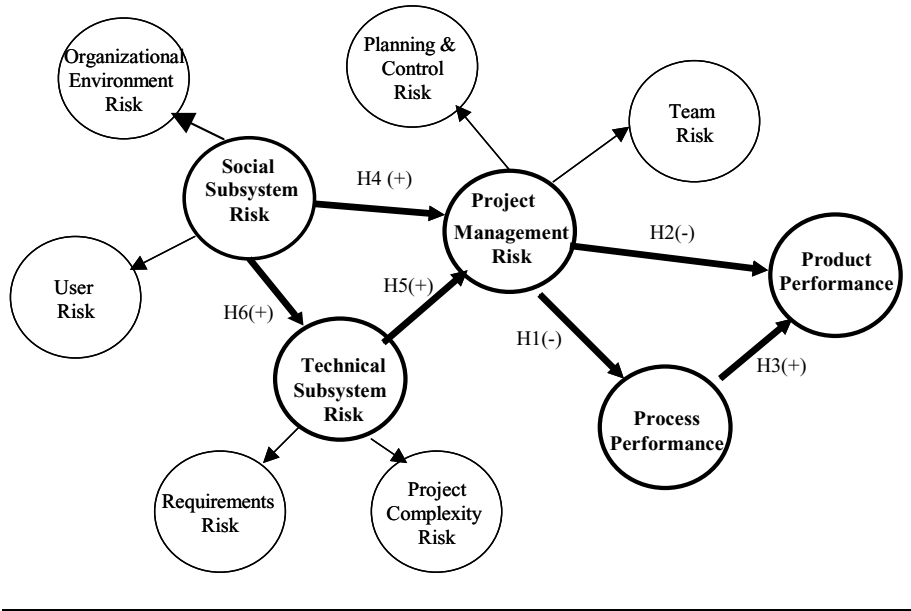 Organizational
Environment
Risk
Planning &
Control
Risk
Team
Risk
Social
Subsystem
Risk
H4 (+)
Project
Management
Risk
H2(-)
Product
Performance
User
Risk
H6(+)
H5(+)
H1(-)
H3(+)
Technical
Subsystem
Risk
Process
Performance
Requirements
Risk
Project
Complexity
Risk